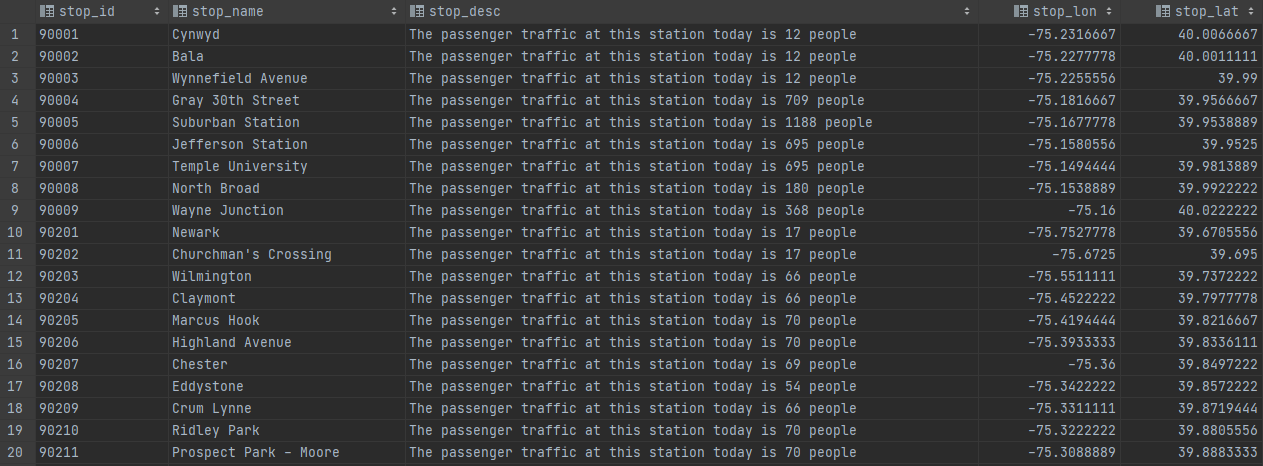 stop_id stop_name stop_desc stop_lon stop_lat
1 90001 Cynwyd The passenger traffic at this station today is 12 people -75.2316667 40.0066667
2 90002 Bala The passenger traffic at this station today is 12 people -75.2277778 40.0011111
3 90003 Wynnefield Avenue The passenger traffic at this station today is 12 people -75.2255556 39.99
4 90004 Gray 30th Street The passenger traffic at this station today is 709 people -75.1816667 39.9566667
5 90005 Suburban Station The passenger traffic at this station today is 1188 people -75.1677778 39.9538889
6 90006 Jefferson Station The passenger traffic at this station today is 695 people -75.1580556 39.9525
7 90007 Temple University The passenger traffic at this station today is 695 people -75.1494444 39.9813889
8 90008 North Broad The passenger traffic at this station today is 180 people -75.1538889 39.9922222
9 90009 Wayne Junction The passenger traffic at this station today is 368 people -75.16 40.0222222
10 90201 Newark The passenger traffic at this station today is 17 people -75.7527778 39.6705556
11 90202 Churchman's Crossing The passenger traffic at this station today is 17 people -75.6725 39.695
12 90203 Wilmington The passenger traffic at this station today is 66 people -75.5511111 39.7372222
13 90204 Claymont The passenger traffic at this station today is 66 people -75.4522222 39.7977778
14 90205 Marcus Hook The passenger traffic at this station today is 70 people -75.4194444 39.8216667
15 90206 Highland Avenue The passenger traffic at this station today is 70 people -75.3933333 39.8336111
16 90207 Chester The passenger traffic at this station today is 69 people -75.36 39.8497222
17 90208 Eddystone The passenger traffic at this station today is 54 people -75.3422222 39.8572222
18 90209 Crum Lynne The passenger traffic at this station today is 66 people -75.3311111 39.8719444
19 90210 Ridley Park The passenger traffic at this station today is 70 people -75.3222222 39.8805556
20 90211 Prospect Park - Moore The passenger traffic at this station today is 70 people -75.3088889 39.8883333